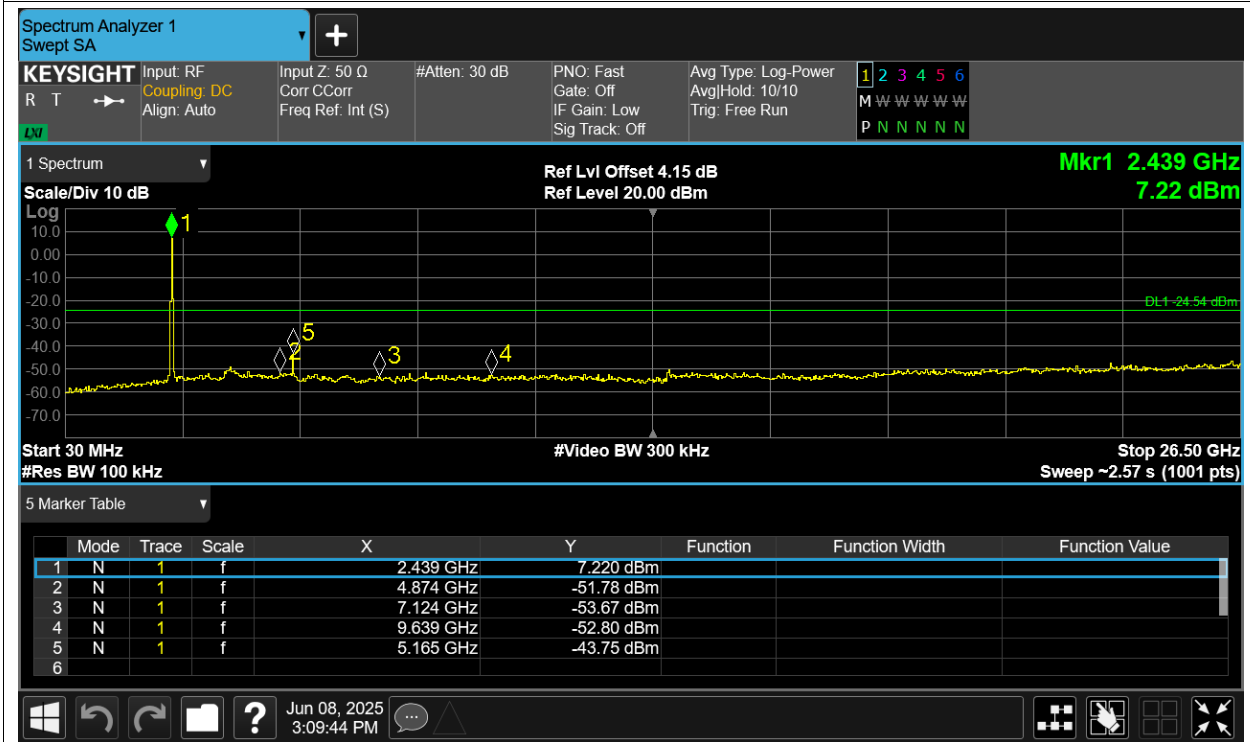 Spectrum Analyzer 1
Swept SA
+
KEYSIGHT
R T
LXI
Input: RF
Coupling: DC
Align: Auto
Input Z: 50 Ω
Corr CCorr
Freq Ref: Int (S)
#Atten: 30 dB
PNO: Fast
Gate: Off
IF Gain: Low
Sig Track: Off
Avg Type: Log-Power
Avg|Hold: 10/10
Trig: Free Run
1 2 3 4 5 6
M W W W W W
P N N N N N
1 Spectrum
Scale/Div 10 dB
Ref Lvl Offset 4.15 dB
Ref Level 20.00 dBm
Mkr1 2.439 GHz
7.22 dBm
Log
10.0
0.00
-10.0
-20.0
-30.0
-40.0
-50.0
-60.0
-70.0
1
DL1 -24.54 dBm
5
2
3
4
Start 30 MHz
#Res BW 100 kHz
#Video BW 300 kHz
Stop 26.50 GHz
Sweep ~2.57 s (1001 pts)
5 Marker Table
Mode Trace Scale X Y Function Function Width Function Value
1 N 1 f 2.439 GHz 7.220 dBm
2 N 1 f 4.874 GHz -51.78 dBm
3 N 1 f 7.124 GHz -53.67 dBm
4 N 1 f 9.639 GHz -52.80 dBm
5 N 1 f 5.165 GHz -43.75 dBm
6
?
Jun 08, 2025
3:09:44 PM